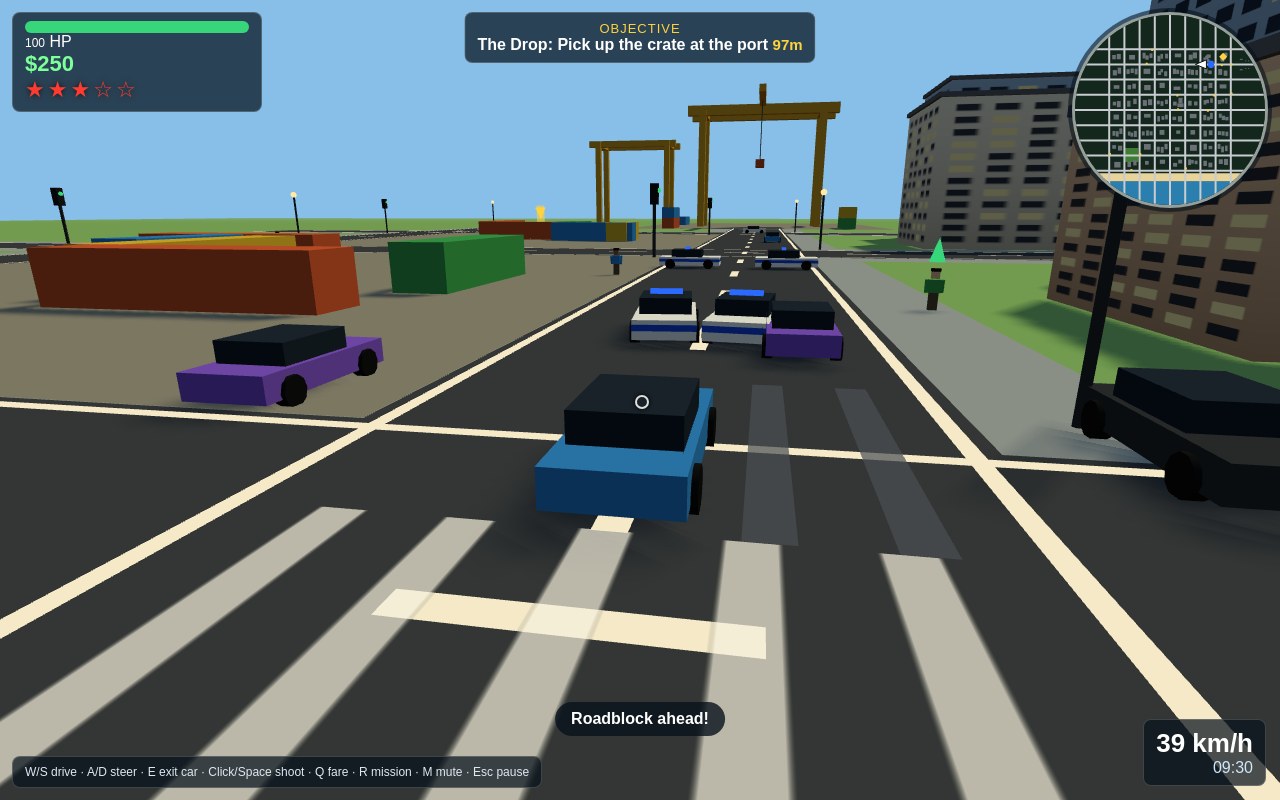 100 HP
$250
★★★☆☆
OBJECTIVE
The Drop: Pick up the crate at the port 97m
Roadblock ahead!
W/S drive · A/D steer · E exit car · Click/Space shoot · Q fare · R mission · M mute · Esc pause
39 km/h
09:30